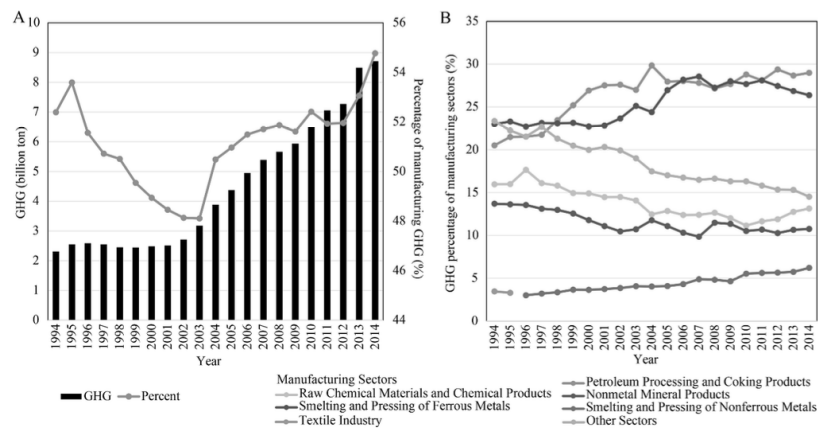 A
GHG (billion ton)
10
9
8
7
6
5
4
3
2
1
0
56
54
52
50
48
46
44
Percentage of manufacturing GHG (%)
1994 1995 1996 1997 1998 1999 2000 2001 2002 2003 2004 2005 2006 2007 2008 2009 2010 2011 2012 2013 2014
Year
GHG Percent
B
GHG percentage of manufacturing sectors (%)
35
30
25
20
15
10
5
0
1994 1995 1996 1997 1998 1999 2000 2001 2002 2003 2004 2005 2006 2007 2008 2009 2010 2011 2012 2013 2014
Year
Manufacturing Sectors
Raw Chemical Materials and Chemical Products
Smelting and Pressing of Ferrous Metals
Textile Industry
Petroleum Processing and Coking Products
Nonmetal Mineral Products
Smelting and Pressing of Nonferrous Metals
Other Sectors